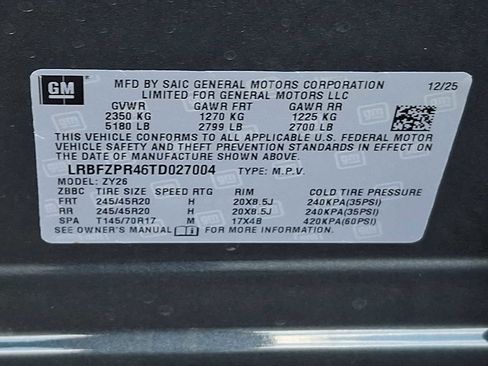 GM
MFD BY SAIC GENERAL MOTORS CORPORATION 12/25
LIMITED FOR GENERAL MOTORS LLC
GVWR GAWR FRT GAWR RR
2350 KG 1270 KG 1225 KG
5180 LB 2799 LB 2700 LB
THIS VEHICLE CONFORMS TO ALL APPLICABLE U.S. FEDERAL MOTOR
VEHICLE SAFETY AND THEFT PREVENTION STANDARDS IN EFFECT ON
THE DATE OF MANUFACTURE SHOWN ABOVE.
LRBFZPR46TD027004 TYPE: M.P.V.
MODEL: ZY26
ZBBC TIRE SIZE SPEED RTG RIM COLD TIRE PRESSURE
FRT 245/45R20 H 20X8.5J 240KPA(35PSI)
RR 245/45R20 H 20X8.5J 240KPA(35PSI)
SPA T145/70R17 M 17X4B 420KPA(60PSI)
SEE OWNER'S MANUAL